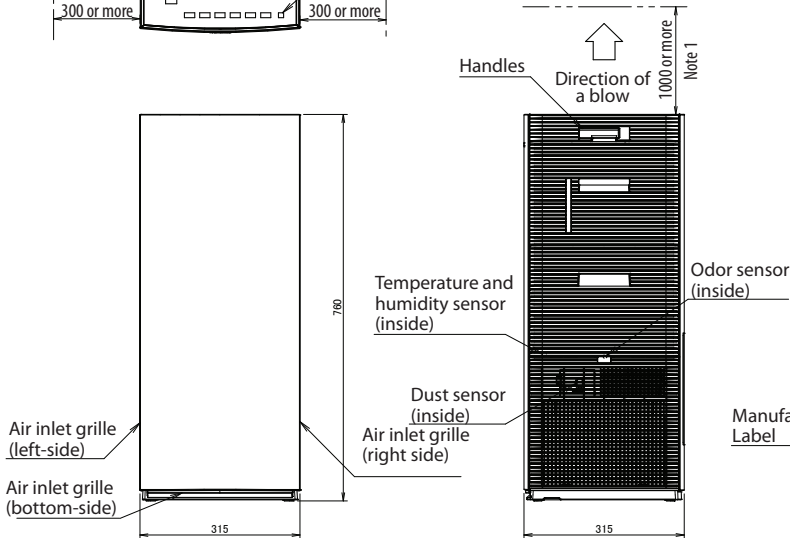 300 or more
300 or more
1000 or more
Note 1
Handles
Direction of
a blow
Temperature and
humidity sensor
(inside)
Odor sensor
(inside)
760
Dust sensor
(inside)
Air inlet grille
(left-side)
Air inlet grille
(right side)
Air inlet grille
(bottom-side)
Manufa
Label
315
315